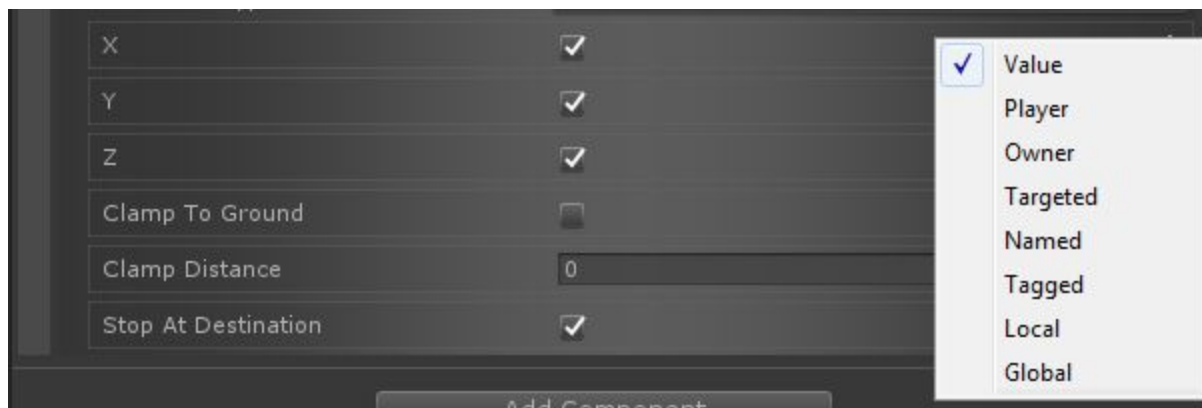 X
Y
Z
Clamp To Ground
Clamp Distance 0
Stop At Destination
Add Component
Value
Player
Owner
Targeted
Named
Tagged
Local
Global